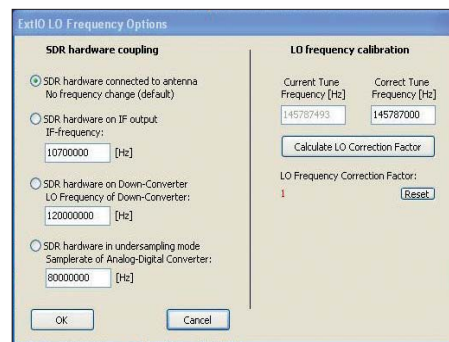 ExtIO LO Frequency Options
SDR hardware coupling
SDR hardware connected to antenna
No frequency change (default)
SDR hardware on IF output
IF-frequency:
10700000 [Hz]
SDR hardware on Down-Converter
LO Frequency of Down-Converter:
120000000 [Hz]
SDR hardware in undersampling mode
Samplerate of Analog-Digital Converter:
80000000 [Hz]
OK Cancel
LO frequency calibration
Current Tune Correct Tune
Frequency [Hz] Frequency [Hz]
145787493 145787000
Calculate LO Correction Factor
LO Frequency Correction Factor:
1 Reset